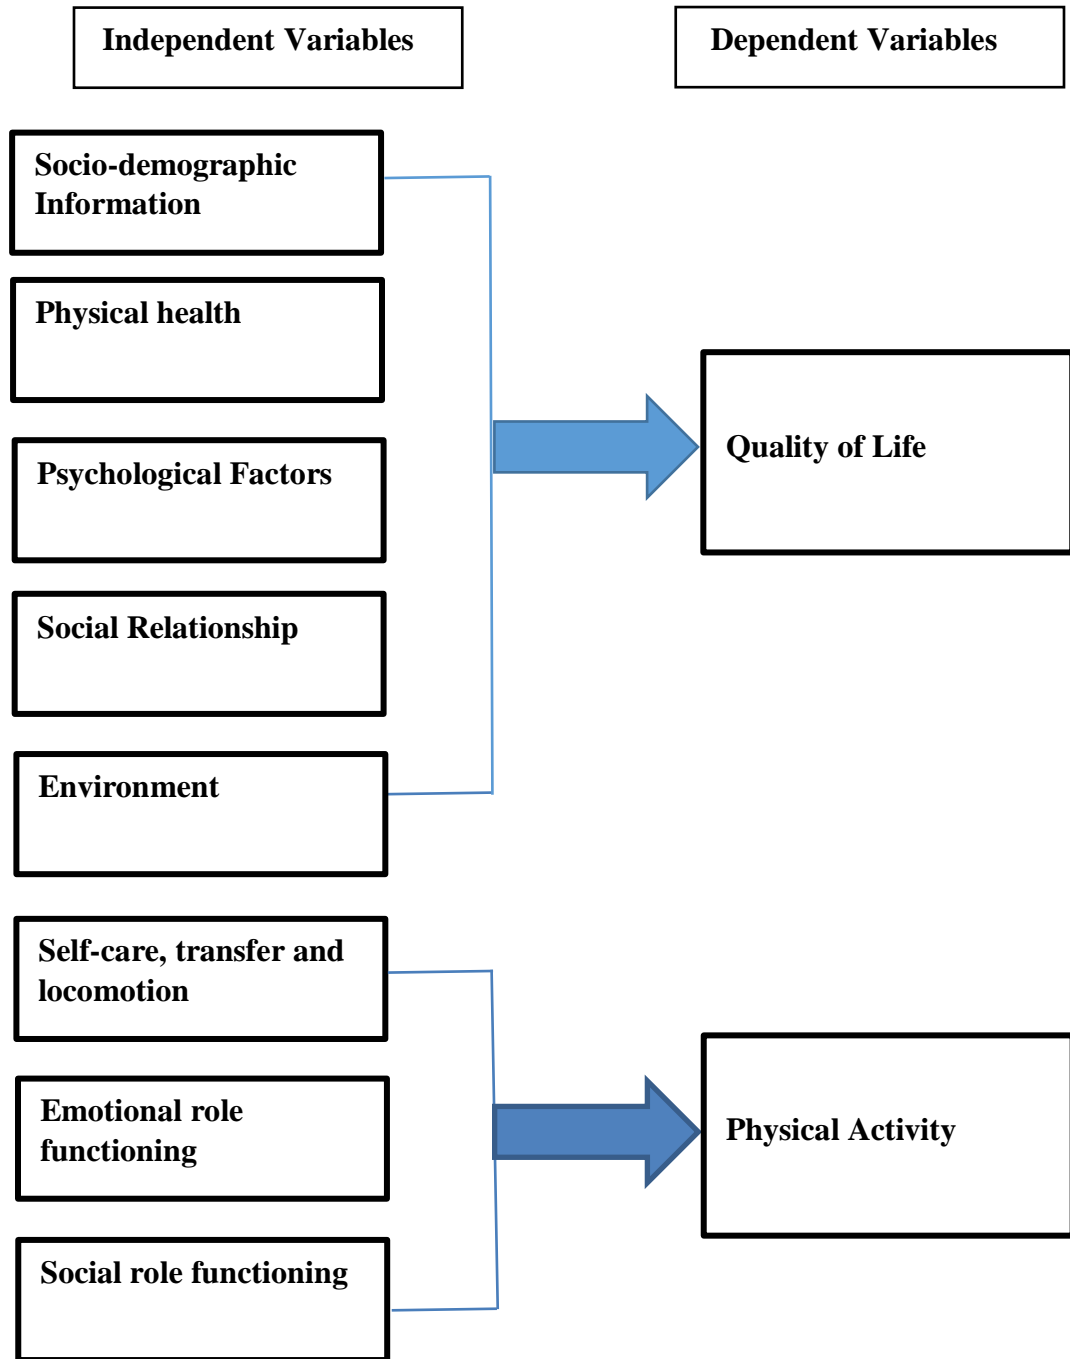 Independent Variables
Dependent Variables
Socio-demographic
Information
Physical health
Psychological Factors
Social Relationship
Environment
Quality of Life
Self-care, transfer and
locomotion
Emotional role
functioning
Social role functioning
Physical Activity